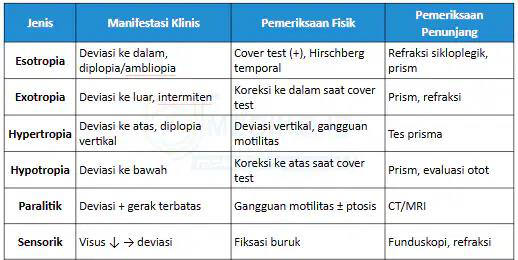 Jenis
Manifestasi Klinis
Pemeriksaan Fisik
Pemeriksaan
Penunjang
Esotropia
Deviasi ke dalam,
diplopia/ambliopia
Cover test (+), Hirschberg
temporal
Refraksi sikloplegik,
prism
Exotropia
Deviasi ke luar, intermiten
Koreksi ke dalam saat cover
test
Prism, refraksi
Hypertropia
Deviasi ke atas, diplopia
vertikal
Deviasi vertikal, gangguan
motilitas
Tes prisma
Hypotropia
Deviasi ke bawah
Koreksi ke atas saat cover
test
Prism, evaluasi otot
Paralitik
Deviasi + gerak terbatas
Gangguan motilitas ± ptosis
CT/MRI
Sensorik
Visus ↓ → deviasi
Fiksasi buruk
Funduskopi, refraksi